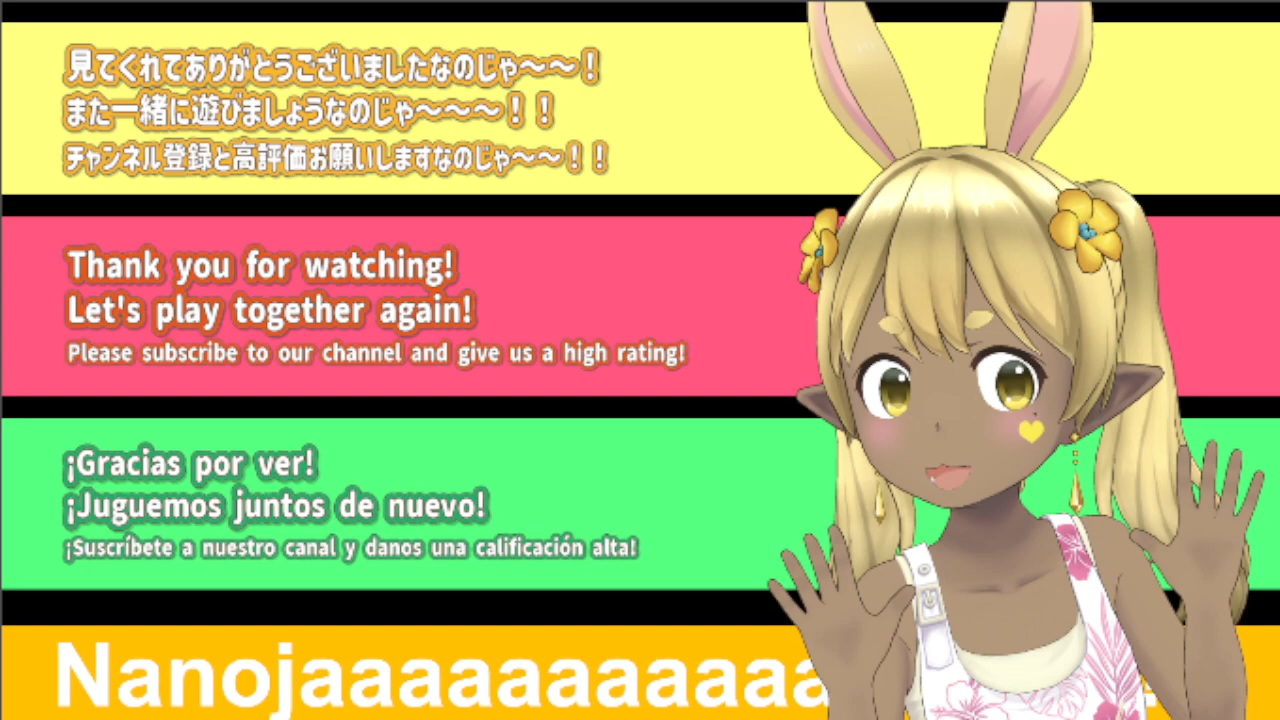 見てくれてありがとうございましたなのじゃ～～！
また一緒に遊びましょうなのじゃ～～～！！
チャンネル登録と高評価お願いしますなのじゃ～～！！
Thank you for watching!
Let's play together again!
Please subscribe to our channel and give us a high rating!
¡Gracias por ver!
¡Juguemos juntos de nuevo!
¡Suscríbete a nuestro canal y danos una calificación alta!
Nanojaaaaaaaaaaaa